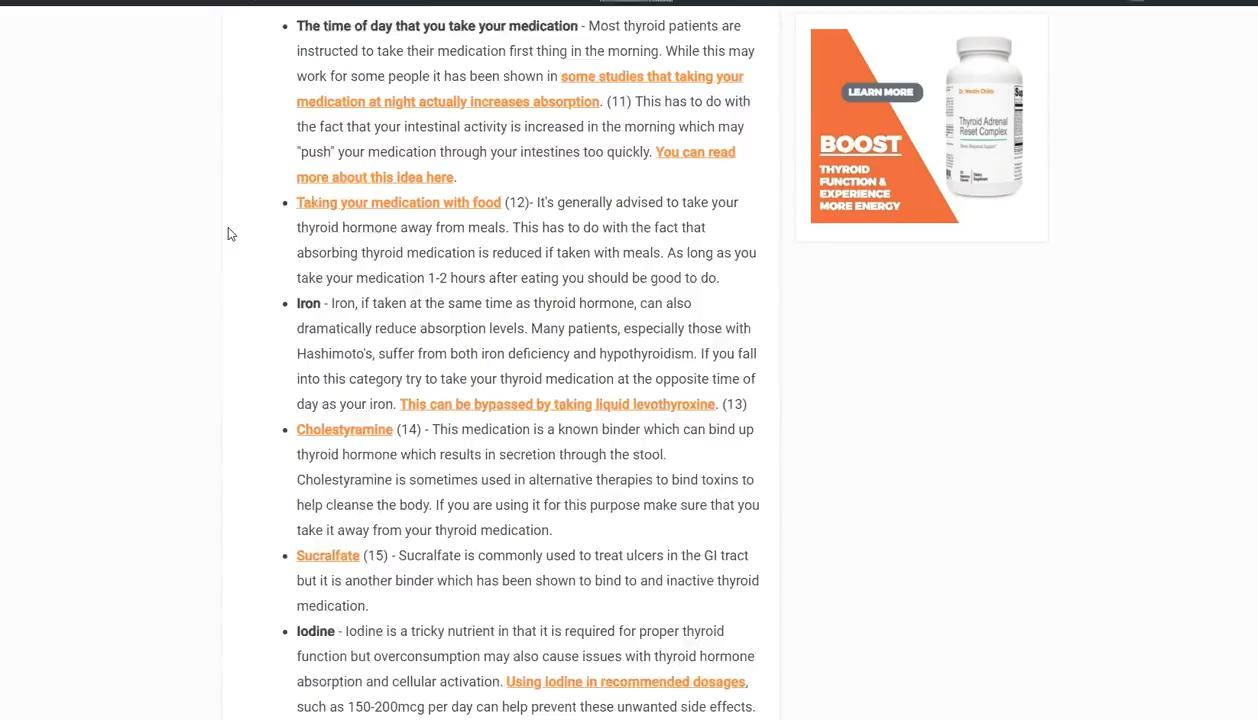 The time of day that you take your medication - Most thyroid patients are
instructed to take their medication first thing in the morning. While this may
work for some people it has been shown in some studies that taking your
medication at night actually increases absorption. (11) This has to do with
the fact that your intestinal activity is increased in the morning which may
"push" your medication through your intestines too quickly. You can read
more about this idea here.
Taking your medication with food (12)- It's generally advised to take your
thyroid hormone away from meals. This has to do with the fact that
absorbing thyroid medication is reduced if taken with meals. As long as you
take your medication 1-2 hours after eating you should be good to do.
Iron - Iron, if taken at the same time as thyroid hormone, can also
dramatically reduce absorption levels. Many patients, especially those with
Hashimoto's, suffer from both iron deficiency and hypothyroidism. If you fall
into this category try to take your thyroid medication at the opposite time of
day as your iron. This can be bypassed by taking liquid levothyroxine. (13)
Cholestyramine (14) - This medication is a known binder which can bind up
thyroid hormone which results in secretion through the stool.
Cholestyramine is sometimes used in alternative therapies to bind toxins to
help cleanse the body. If you are using it for this purpose make sure that you
take it away from your thyroid medication.
Sucralfate (15) - Sucralfate is commonly used to treat ulcers in the GI tract
but it is another binder which has been shown to bind to and inactive thyroid
medication.
Iodine - Iodine is a tricky nutrient in that it is required for proper thyroid
function but overconsumption may also cause issues with thyroid hormone
absorption and cellular activation. Using iodine in recommended dosages,
such as 150-200mcg per day can help prevent these unwanted side effects.
LEARN MORE
BOOST
THYROID
FUNCTION &
EXPERIENCE
MORE ENERGY
Dr. Westin Childs
Thyroid Adrenal
Reset Complex